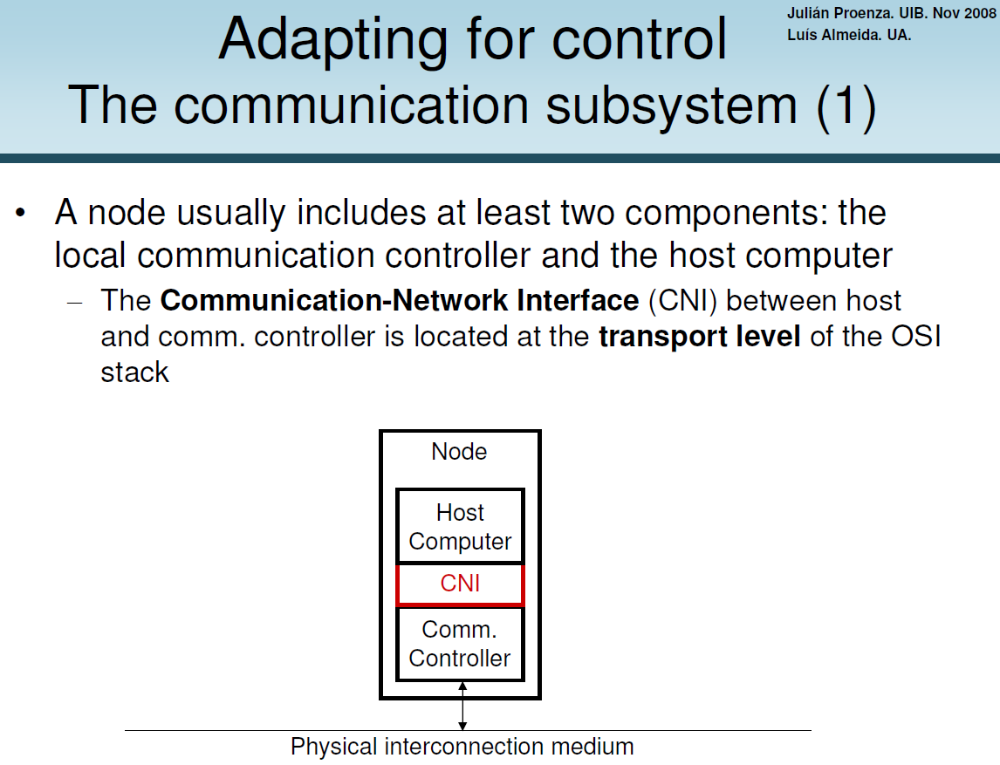 Julián Proenza. UIB. Nov 2008
Luís Almeida. UA.
Adapting for control
The communication subsystem (1)
• A node usually includes at least two components: the
local communication controller and the host computer
– The Communication-Network Interface (CNI) between host
and comm. controller is located at the transport level of the OSI
stack
Node
Host
Computer
CNI
Comm.
Controller
Physical interconnection medium